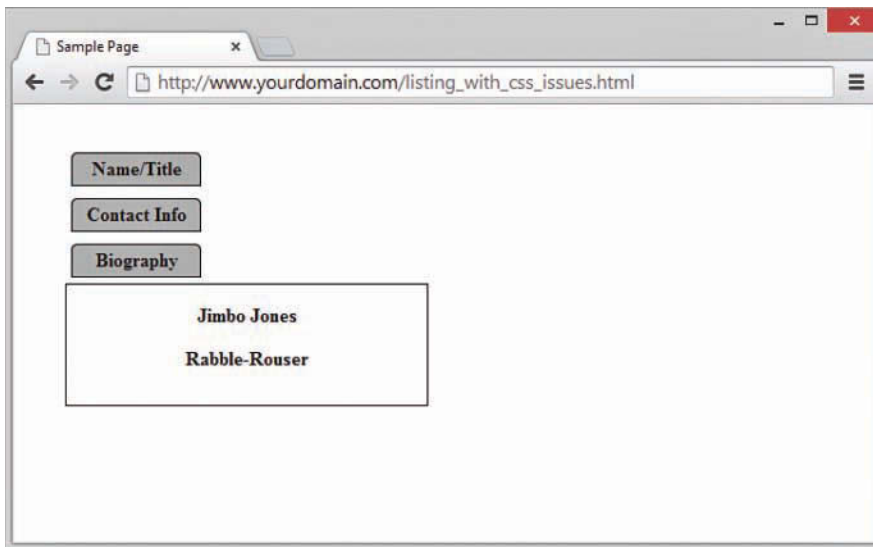 Sample Page
http://www.yourdomain.com/listing_with_css_issues.html
Name/Title
Contact Info
Biography
Jimbo Jones
Rabble-Rouser